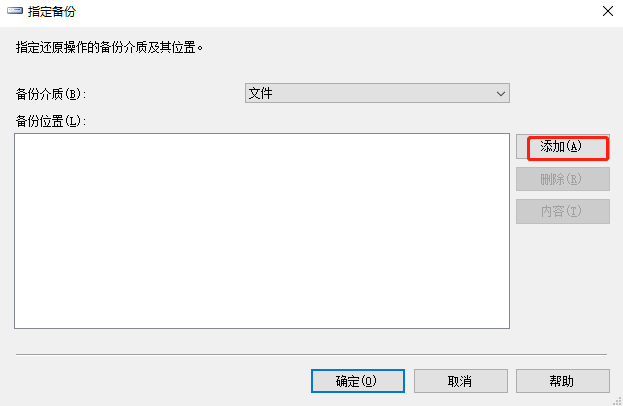 指定备份
指定还原操作的备份介质及其位置。
备份介质(B):
文件
备份位置(L):
添加(A)
删除(R)
内容(T)
确定(O)
取消
帮助